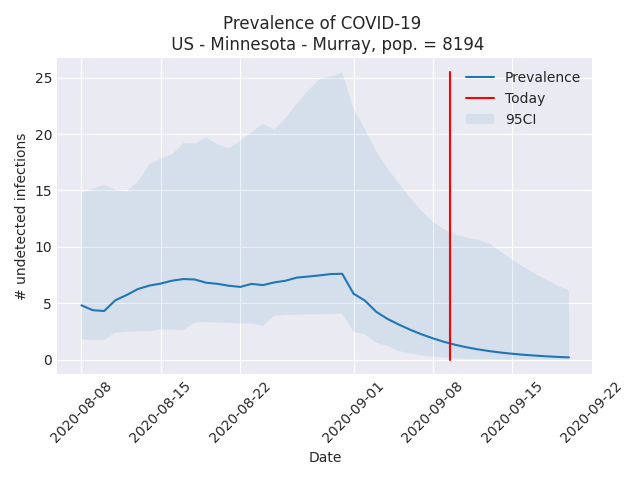 Prevalence of COVID-19
US - Minnesota - Murray, pop. = 8194
Prevalence
Today
95CI
# undetected infections
25
20
15
10
5
0
2020-08-08
2020-08-15
2020-08-22
2020-09-01
2020-09-08
2020-09-15
2020-09-22
Date